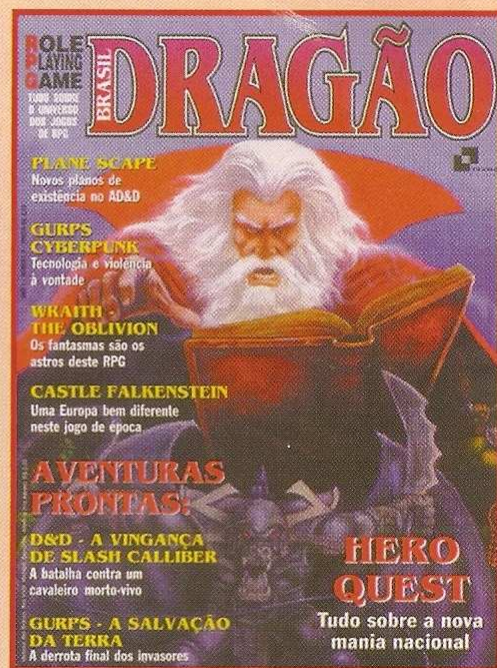 ROLE
PLAYING
GAME
TUDO SOBRE
O UNIVERSO
DOS JOGOS
DE RPG
BRASIL
DRAGÃO
PLANE SCAPE
Novos planos de
existência no AD&D
GURPS
CYBERPUNK
Tecnologia e violência
à vontade
WRAITH -
THE OBLIVION
Os fantasmas são os
astros deste RPG
CASTLE FALKENSTEIN
Uma Europa bem diferente
neste jogo de época
AVENTURAS
PRONTAS:
D&D - A VINGANÇA
DE SLASH CALLIBER
A batalha contra um
cavaleiro morto-vivo
GURPS - A SALVAÇÃO
DA TERRA
A derrota final dos invasores
HERO
QUEST
Tudo sobre a nova
mania nacional